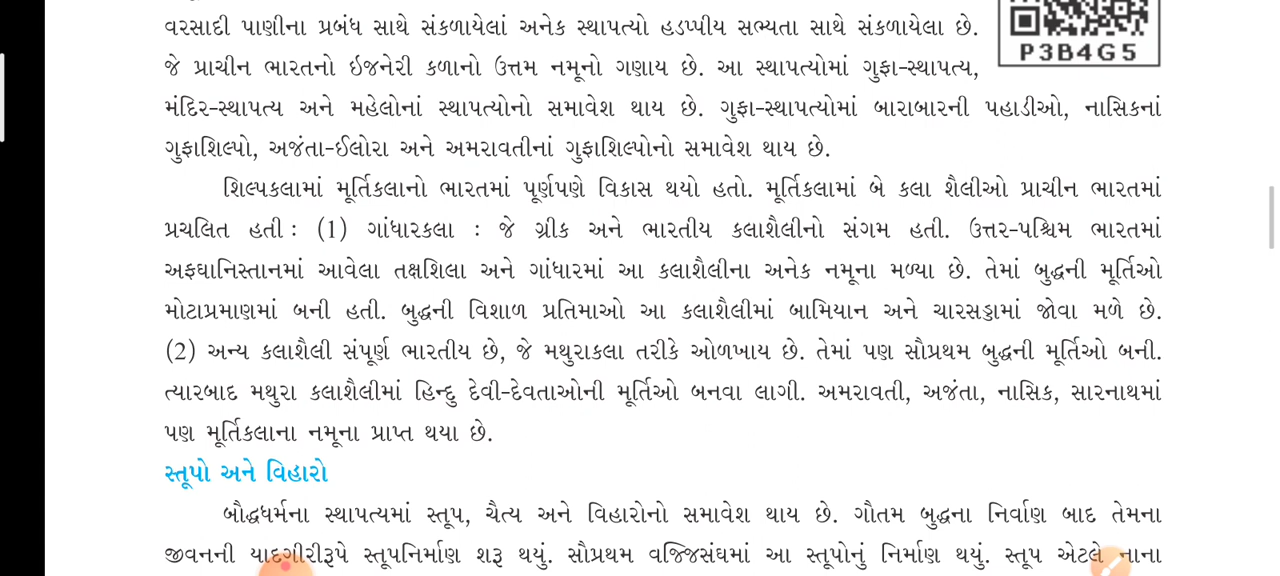 વરસાદી પાણીના પ્રબંધ સાથે સંકળાયેલાં અનેક સ્થાપત્યો હડપ્પીય સભ્યતા સાથે સંકળાયેલા છે.
P3B4G5
જે પ્રાચીન ભારતનો ઇજનેરી કળાનો ઉત્તમ નમૂનો ગણાય છે. આ સ્થાપત્યોમાં ગુફા-સ્થાપત્ય,
મંદિર-સ્થાપત્ય અને મહેલોનાં સ્થાપત્યોનો સમાવેશ થાય છે. ગુફા-સ્થાપત્યોમાં બારાબારની પહાડીઓ, નાસિકનાં
ગુફાશિલ્પો, અજંતા-ઈલોરા અને અમરાવતીનાં ગુફાશિલ્પોનો સમાવેશ થાય છે.
શિલ્પકલામાં મૂર્તિકલાનો ભારતમાં પૂર્ણપણે વિકાસ થયો હતો. મૂર્તિકલામાં બે કલા શૈલીઓ પ્રાચીન ભારતમાં
પ્રચલિત હતી : (1) ગાંધારકલા : જે ગ્રીક અને ભારતીય કલાશૈલીનો સંગમ હતી. ઉત્તર-પશ્ચિમ ભારતમાં
અફઘાનિસ્તાનમાં આવેલા તક્ષશિલા અને ગાંધારમાં આ કલાશૈલીના અનેક નમૂના મળ્યા છે. તેમાં બુદ્ધની મૂર્તિઓ
મોટાપ્રમાણમાં બની હતી. બુદ્ધની વિશાળ પ્રતિમાઓ આ કલાશૈલીમાં બામિયાન અને ચારસડ્ડામાં જોવા મળે છે.
(2) અન્ય કલાશૈલી સંપૂર્ણ ભારતીય છે, જે મથુરાકલા તરીકે ઓળખાય છે. તેમાં પણ સૌપ્રથમ બુદ્ધની મૂર્તિઓ બની.
ત્યારબાદ મથુરા કલાશૈલીમાં હિન્દુ દેવી-દેવતાઓની મૂર્તિઓ બનવા લાગી. અમરાવતી, અજંતા, નાસિક, સારનાથમાં
પણ મૂર્તિકલાના નમૂના પ્રાપ્ત થયા છે.
સ્તૂપો અને વિહારો
બૌદ્ધધર્મના સ્થાપત્યમાં સ્તૂપ, ચૈત્ય અને વિહારોનો સમાવેશ થાય છે. ગૌતમ બુદ્ધના નિર્વાણ બાદ તેમના
જીવનની યાદગીરીરૂપે સ્તૂપનિર્માણ શરૂ થયું. સૌપ્રથમ વજ્જિસંઘમાં આ સ્તૂપોનું નિર્માણ થયું. સ્તૂપ એટલે નાના